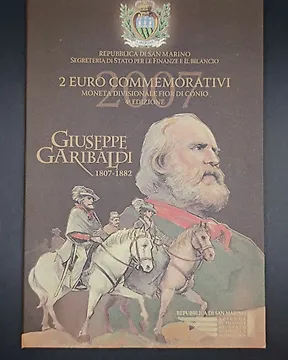 REPUBBLICA DI SAN MARINO
SEGRETERIA DI STATO PER LE FINANZE E IL BILANCIO
2007
2 EURO COMMEMORATIVI
MONETA DIVISIONALE FIOR DI CONIO
EDIZIONE
GIUSEPPE
GARIBALDI
1807-1882
REPUBBLICA DI SAN MARINO